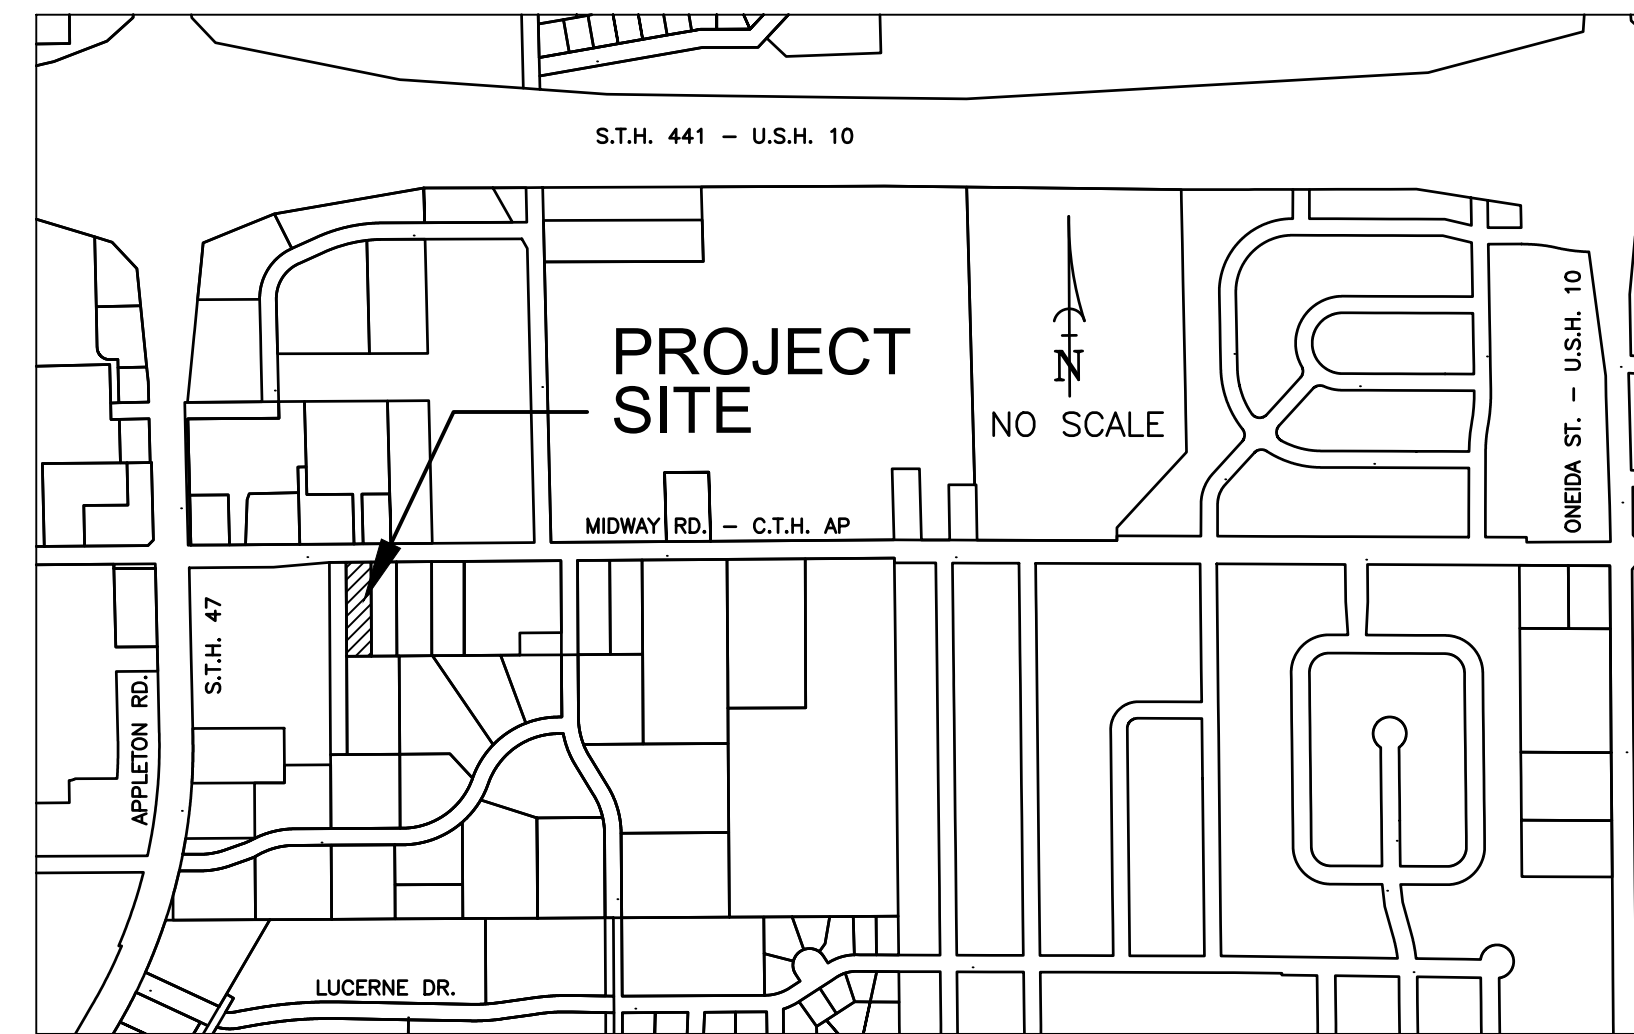 S.T.H. 441 – U.S.H. 10
PROJECT
SITE
N
NO SCALE
ONEIDA ST. – U.S.H. 10
MIDWAY RD. – C.T.H. AP
S.T.H. 47
APPLETON RD.
LUCERNE DR.